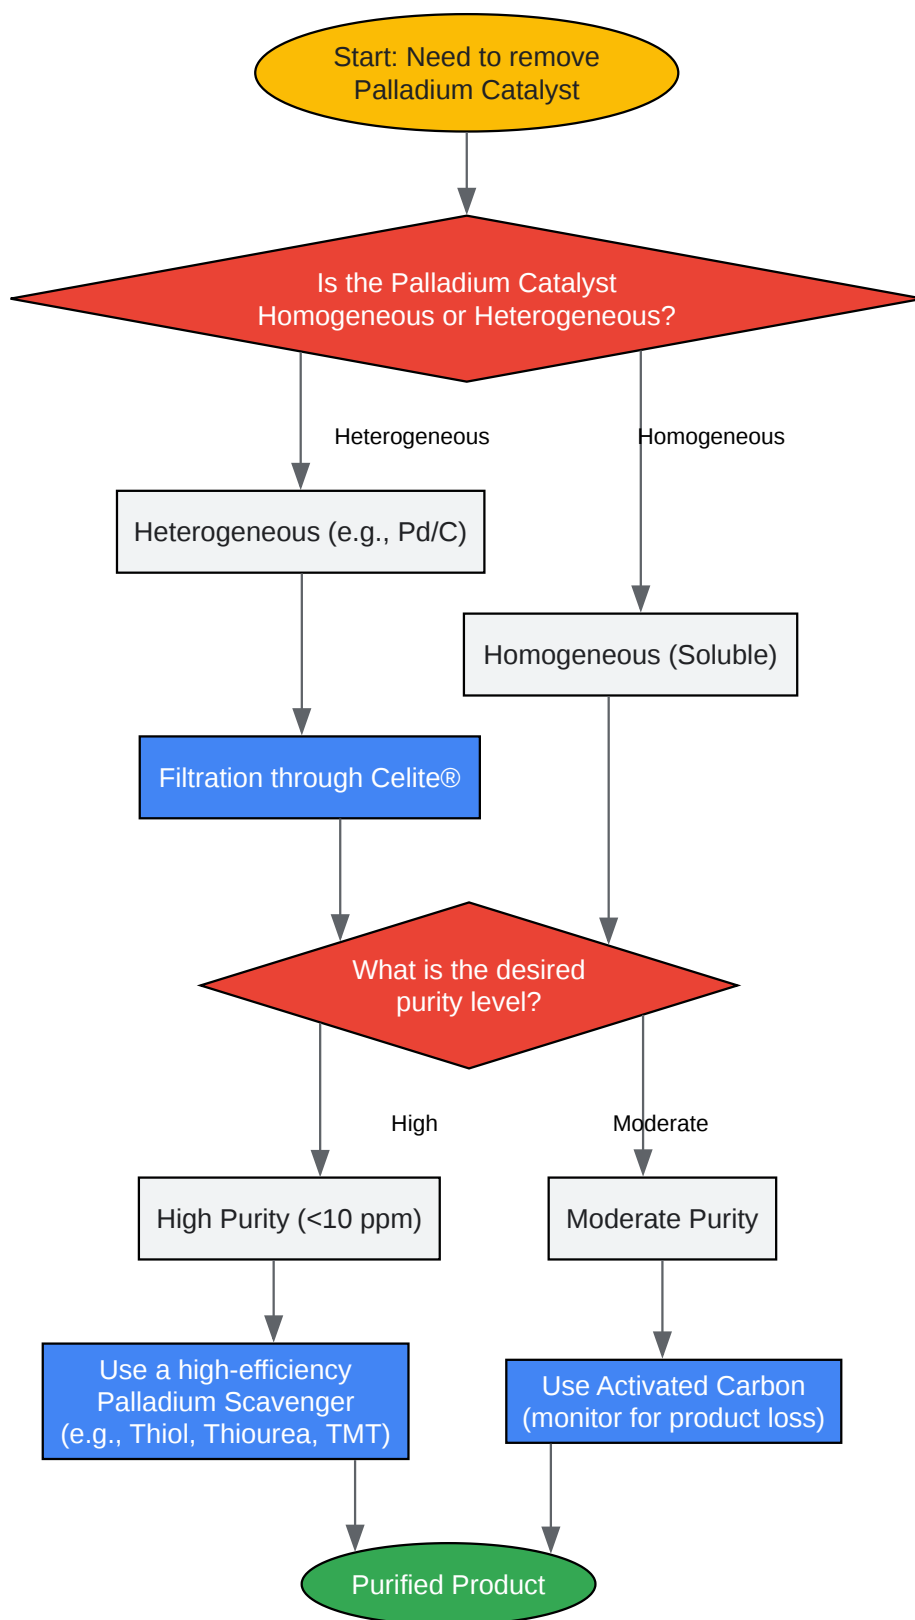 Start: Need to remove
Palladium Catalyst
Is the Palladium Catalyst
Homogeneous or Heterogeneous?
Heterogeneous
Homogeneous
Heterogeneous (e.g., Pd/C)
Homogeneous (Soluble)
Filtration through Celite®
What is the desired
purity level?
High
Moderate
High Purity (<10 ppm)
Moderate Purity
Use a high-efficiency
Palladium Scavenger
(e.g., Thiol, Thiourea, TMT)
Use Activated Carbon
(monitor for product loss)
Purified Product